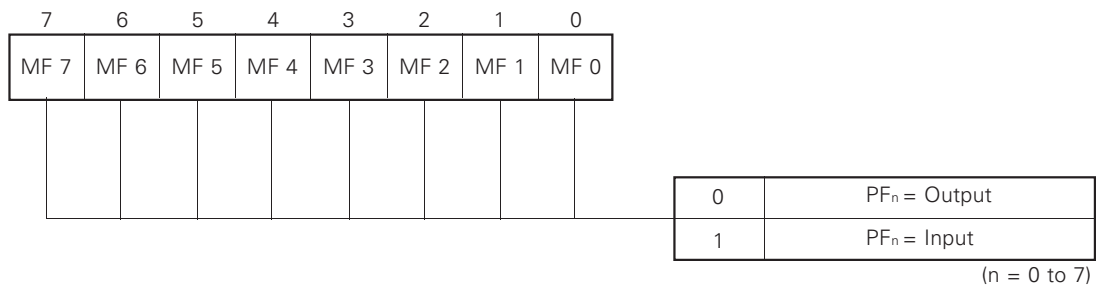 7 6 5 4 3 2 1 0
MF 7 MF 6 MF 5 MF 4 MF 3 MF 2 MF 1 MF 0
0 PFn = Output
1 PFn = Input
(n = 0 to 7)